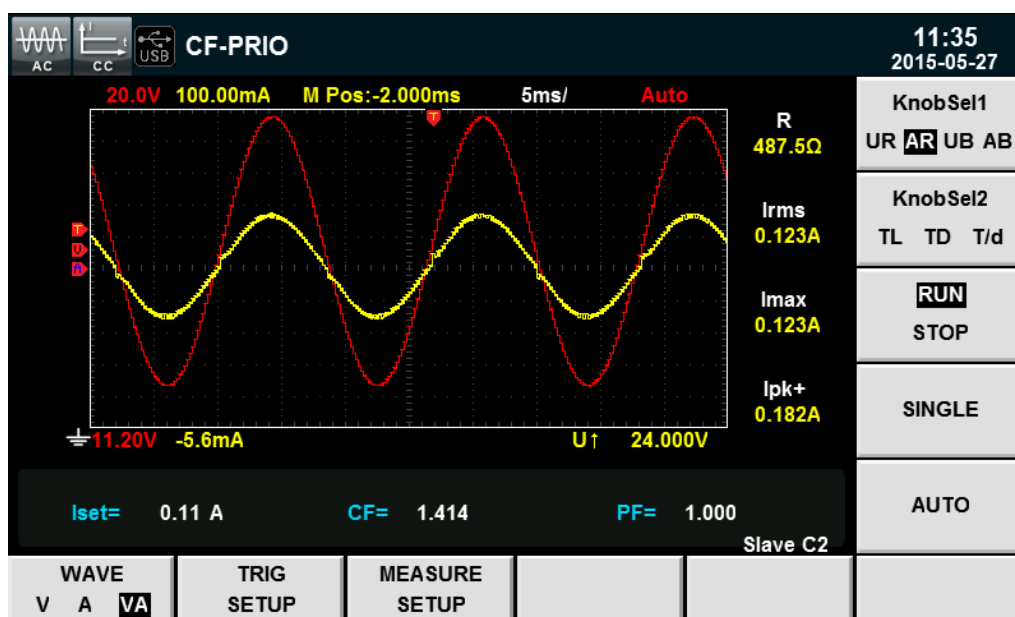 AC
CC
t
USB
CF-PRIO
11:35
2015-05-27
20.0V 100.00mA M Pos:-2.000ms 5ms/ Auto
T
R
487.5Ω
Irms
0.123A
Imax
0.123A
Ipk+
0.182A
T
U
A
11.20V -5.6mA U↑ 24.000V
Iset= 0.11 A CF= 1.414 PF= 1.000
Slave C2
KnobSel1
UR AR UB AB
KnobSel2
TL TD T/d
RUN
STOP
SINGLE
AUTO
WAVE
V A VA
TRIG
SETUP
MEASURE
SETUP